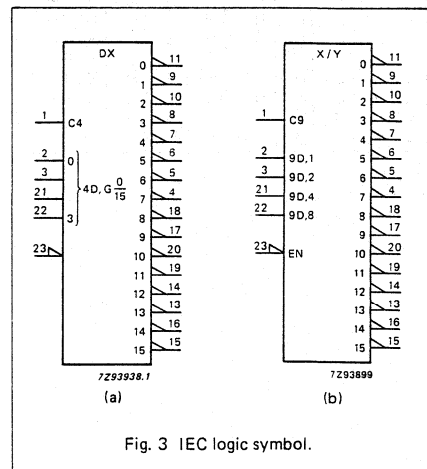 DX
0 11
1 9
2 10
1 C4 3 8
4 7
2 0 5 6
3 4D, G 0/15 6 5
21 7 4
22 3 8 18
9 17
23 10 20
11 19
12 14
13 13
14 16
15 15
7Z93938.1
(a)
X/Y
0 11
1 9
2 10
1 C9 3 8
4 7
2 9D,1 5 6
3 9D,2 6 5
21 9D,4 7 4
22 9D,8 8 18
9 17
23 EN 10 20
11 19
12 14
13 13
14 16
15 15
7Z93899
(b)
Fig. 3 IEC logic symbol.